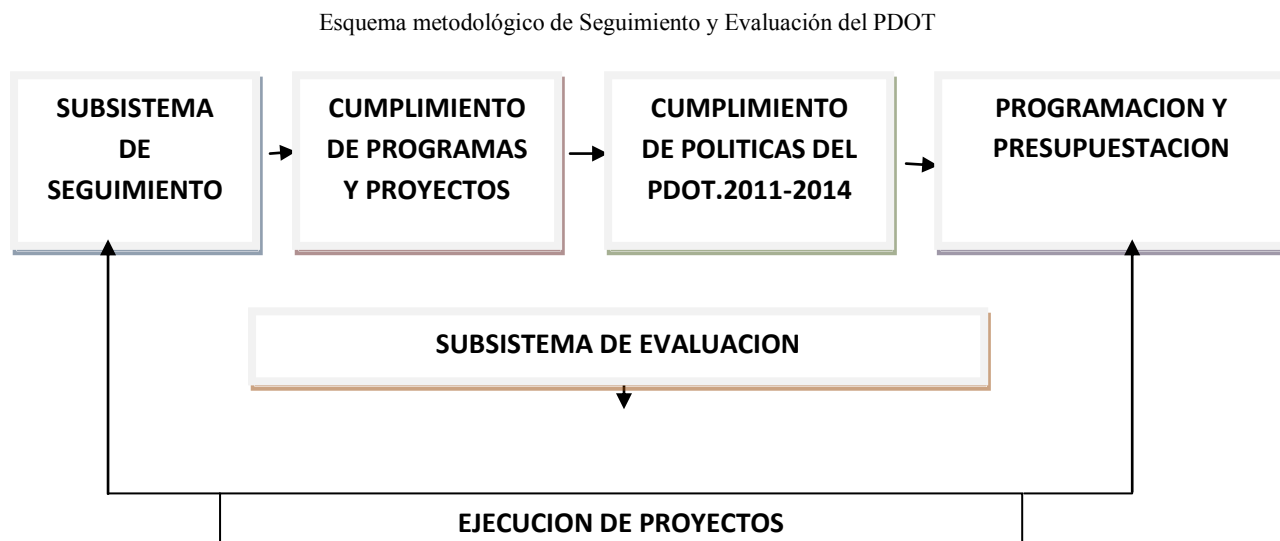 Esquema metodológico de Seguimiento y Evaluación del PDOT
SUBSISTEMA
DE
SEGUIMIENTO
CUMPLIMIENTO
DE PROGRAMAS
Y PROYECTOS
CUMPLIMIENTO
DE POLITICAS DEL
PDOT.2011-2014
PROGRAMACION Y
PRESUPUESTACION
SUBSISTEMA DE EVALUACION
EJECUCION DE PROYECTOS